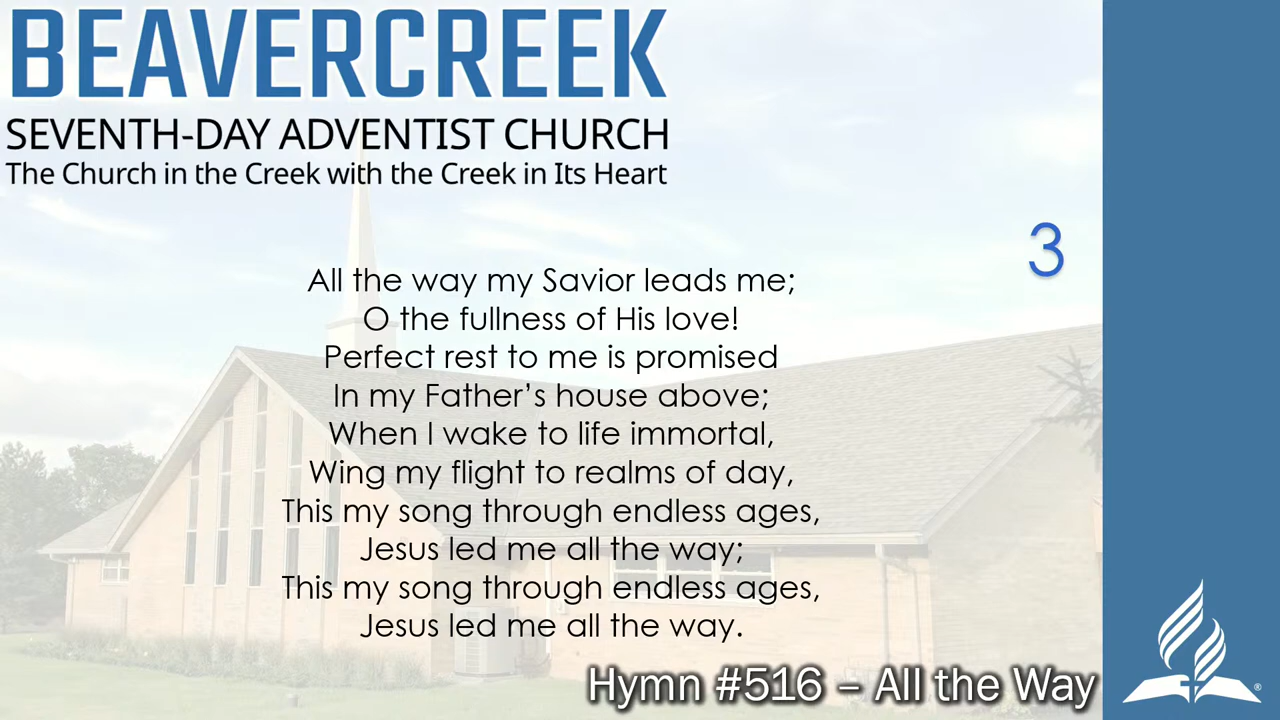 BEAVERCREEK
SEVENTH-DAY ADVENTIST CHURCH
The Church in the Creek with the Creek in Its Heart
3
All the way my Savior leads me;
O the fullness of His love!
Perfect rest to me is promised
In my Father’s house above;
When I wake to life immortal,
Wing my flight to realms of day,
This my song through endless ages,
Jesus led me all the way;
This my song through endless ages,
Jesus led me all the way.
Hymn #516 – All the Way
®